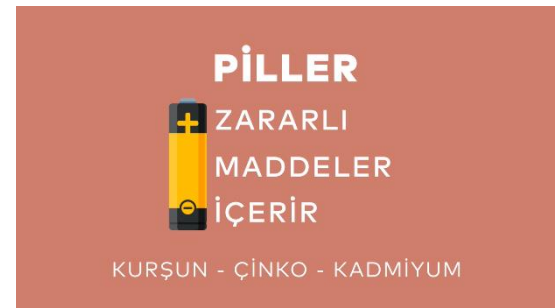 PİLLER
ZARARLI
MADDELER
İÇERİR
KURŞUN - ÇİNKO - KADMİYUM